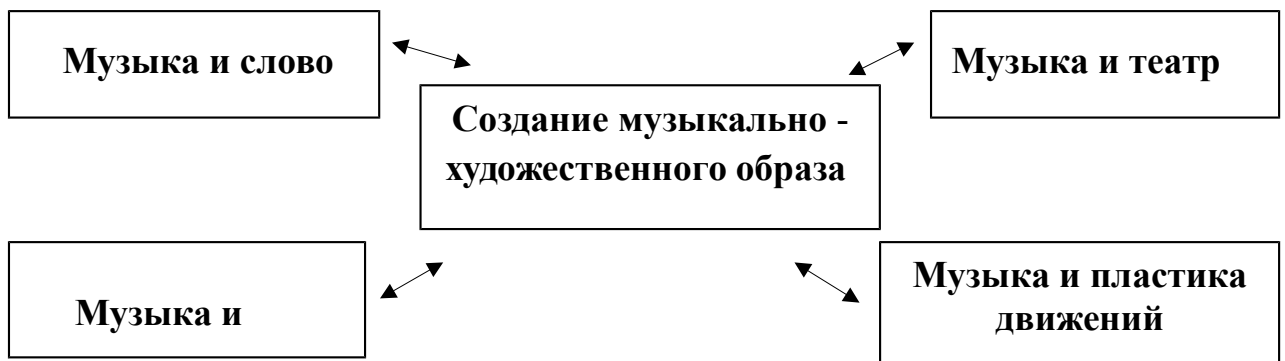 Музыка и слово
Музыка и театр
Создание музыкально -
художественного образа
Музыка и
Музыка и пластика
движений